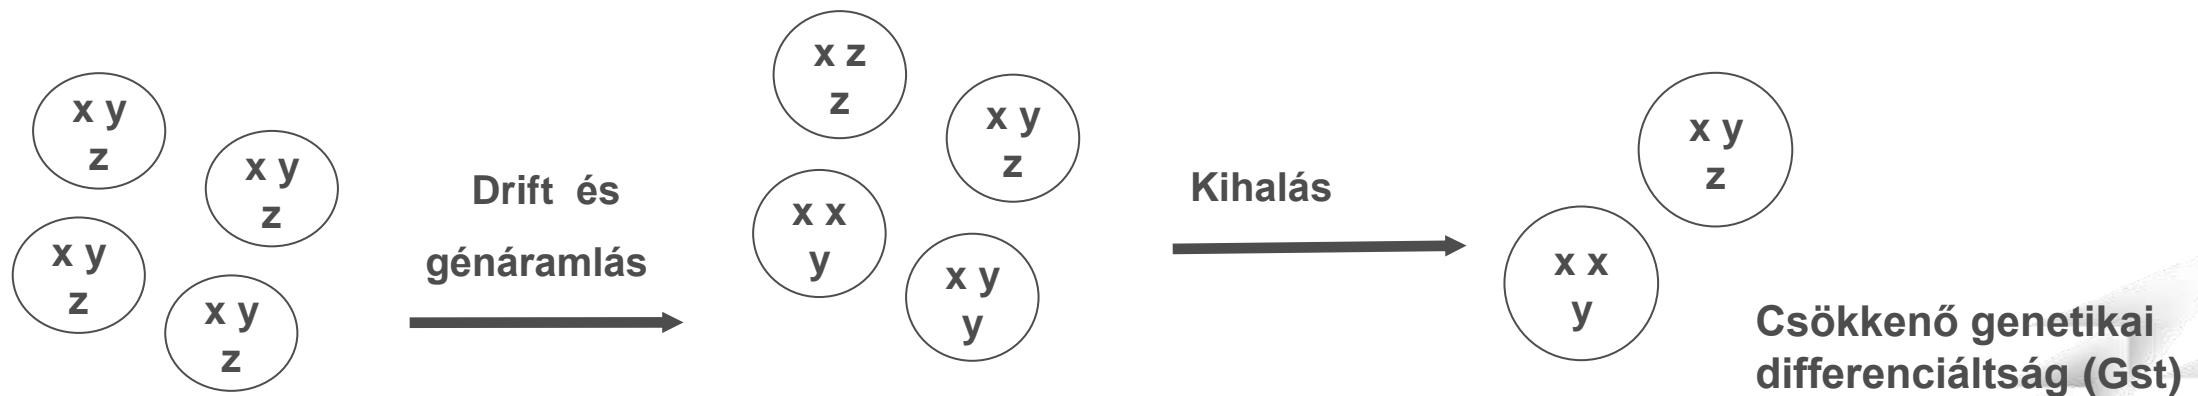 x y
z
x y
z
x y
z
x y
z
Drift és
génáramlás
x z
z
x y
z
x x
y
x y
y
Kihalás
x y
z
x x
y
Csökkenő genetikai
differenciáltság (Gst)